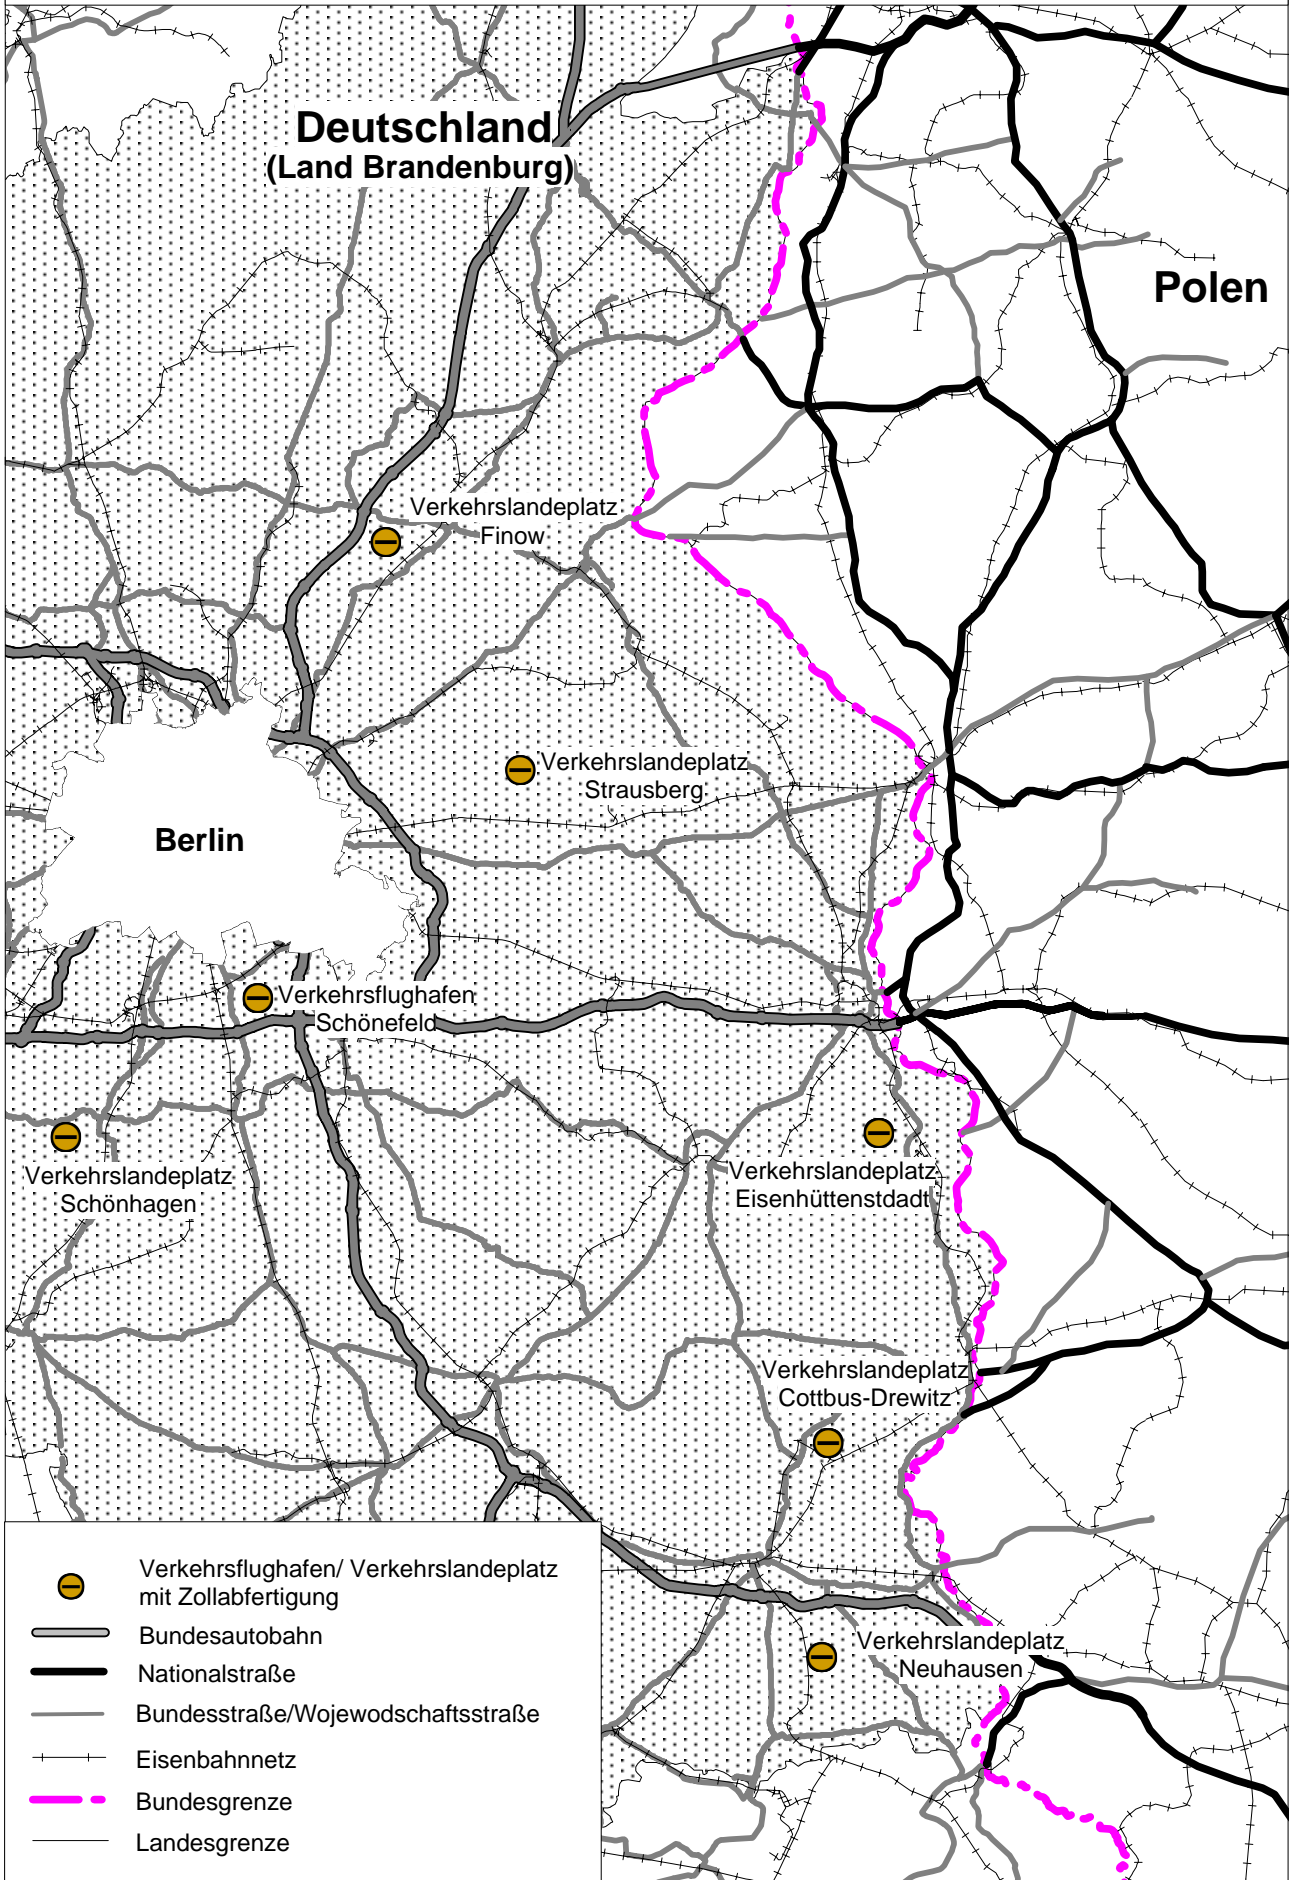 Deutschland
(Land Brandenburg)
Polen
Verkehrslandeplatz
Finow
Verkehrslandeplatz
Strausberg
Berlin
Verkehrsflughafen
Schönefeld
Verkehrslandeplatz
Schönhagen
Verkehrslandeplatz
Eisenhüttenstdadt
Verkehrslandeplatz
Cottbus-Drewitz
Verkehrslandeplatz
Neuhausen
Verkehrsflughafen/ Verkehrslandeplatz
mit Zollabfertigung
Bundesautobahn
Nationalstraße
Bundesstraße/Wojewodschaftsstraße
Eisenbahnnetz
Bundesgrenze
Landesgrenze